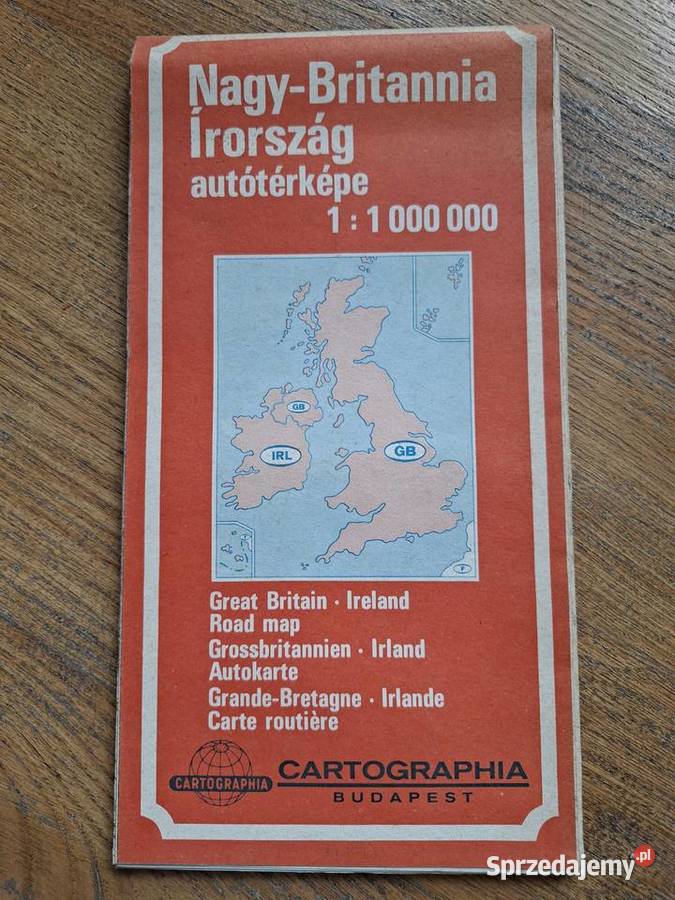 Nagy-Britannia
Írország
autótérképe
1 : 1 000 000
GB
IRL
GB
F
Great Britain · Ireland
Road map
Grossbritannien · Irland
Autokarte
Grande-Bretagne · Irlande
Carte routière
CARTOGRAPHIA
CARTOGRAPHIA
BUDAPEST
Sprzedajemy.pl